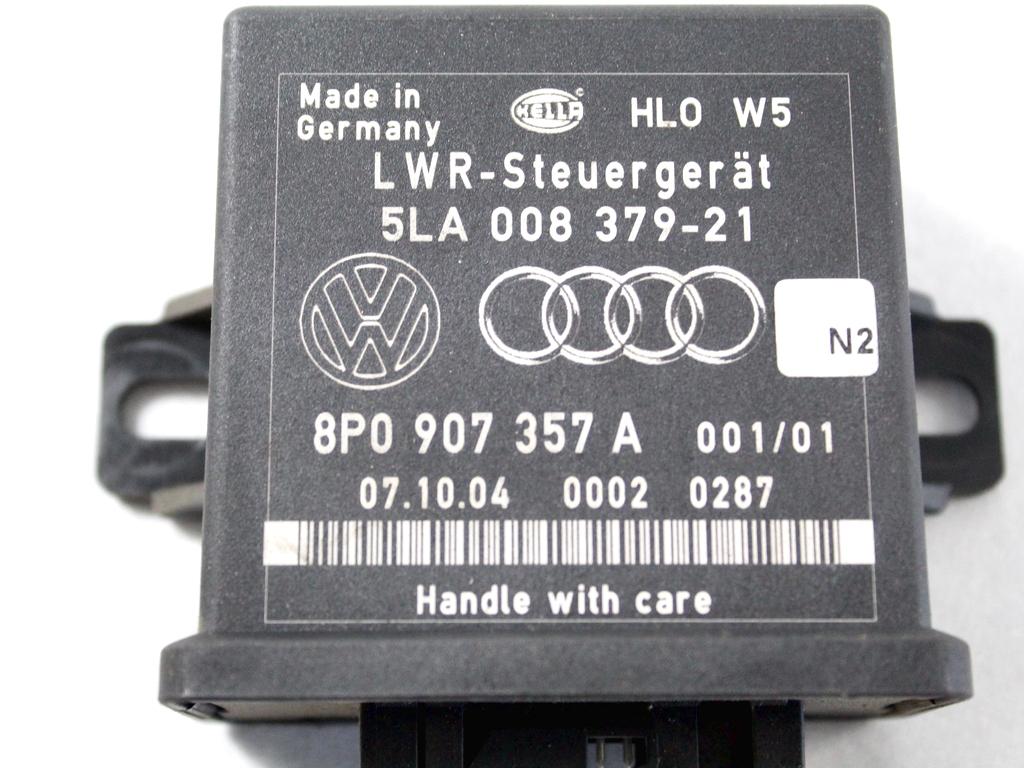 Made in
Germany
HELLA
©
HLO W5
LWR-Steuergerät
5LA 008 379-21
N2
8P0 907 357 A 001/01
07.10.04 0002 0287
Handle with care